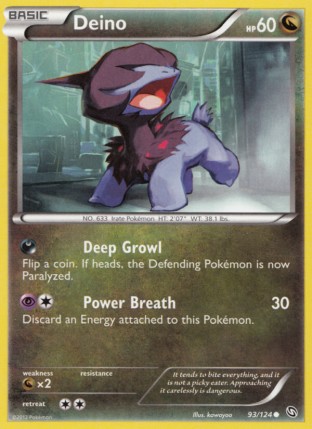 BASIC
Deino
HP60
NO. 633 Irate Pokémon HT. 2'07" WT. 38.1 lbs.
Deep Growl
Flip a coin. If heads, the Defending Pokémon is now
Paralyzed.
Power Breath 30
Discard an Energy attached to this Pokémon.
weakness resistance
×2
It tends to bite everything, and it
is not a picky eater. Approaching
it carelessly is dangerous.
retreat
©2012 Pokémon
Illus. kawayoo 93/124